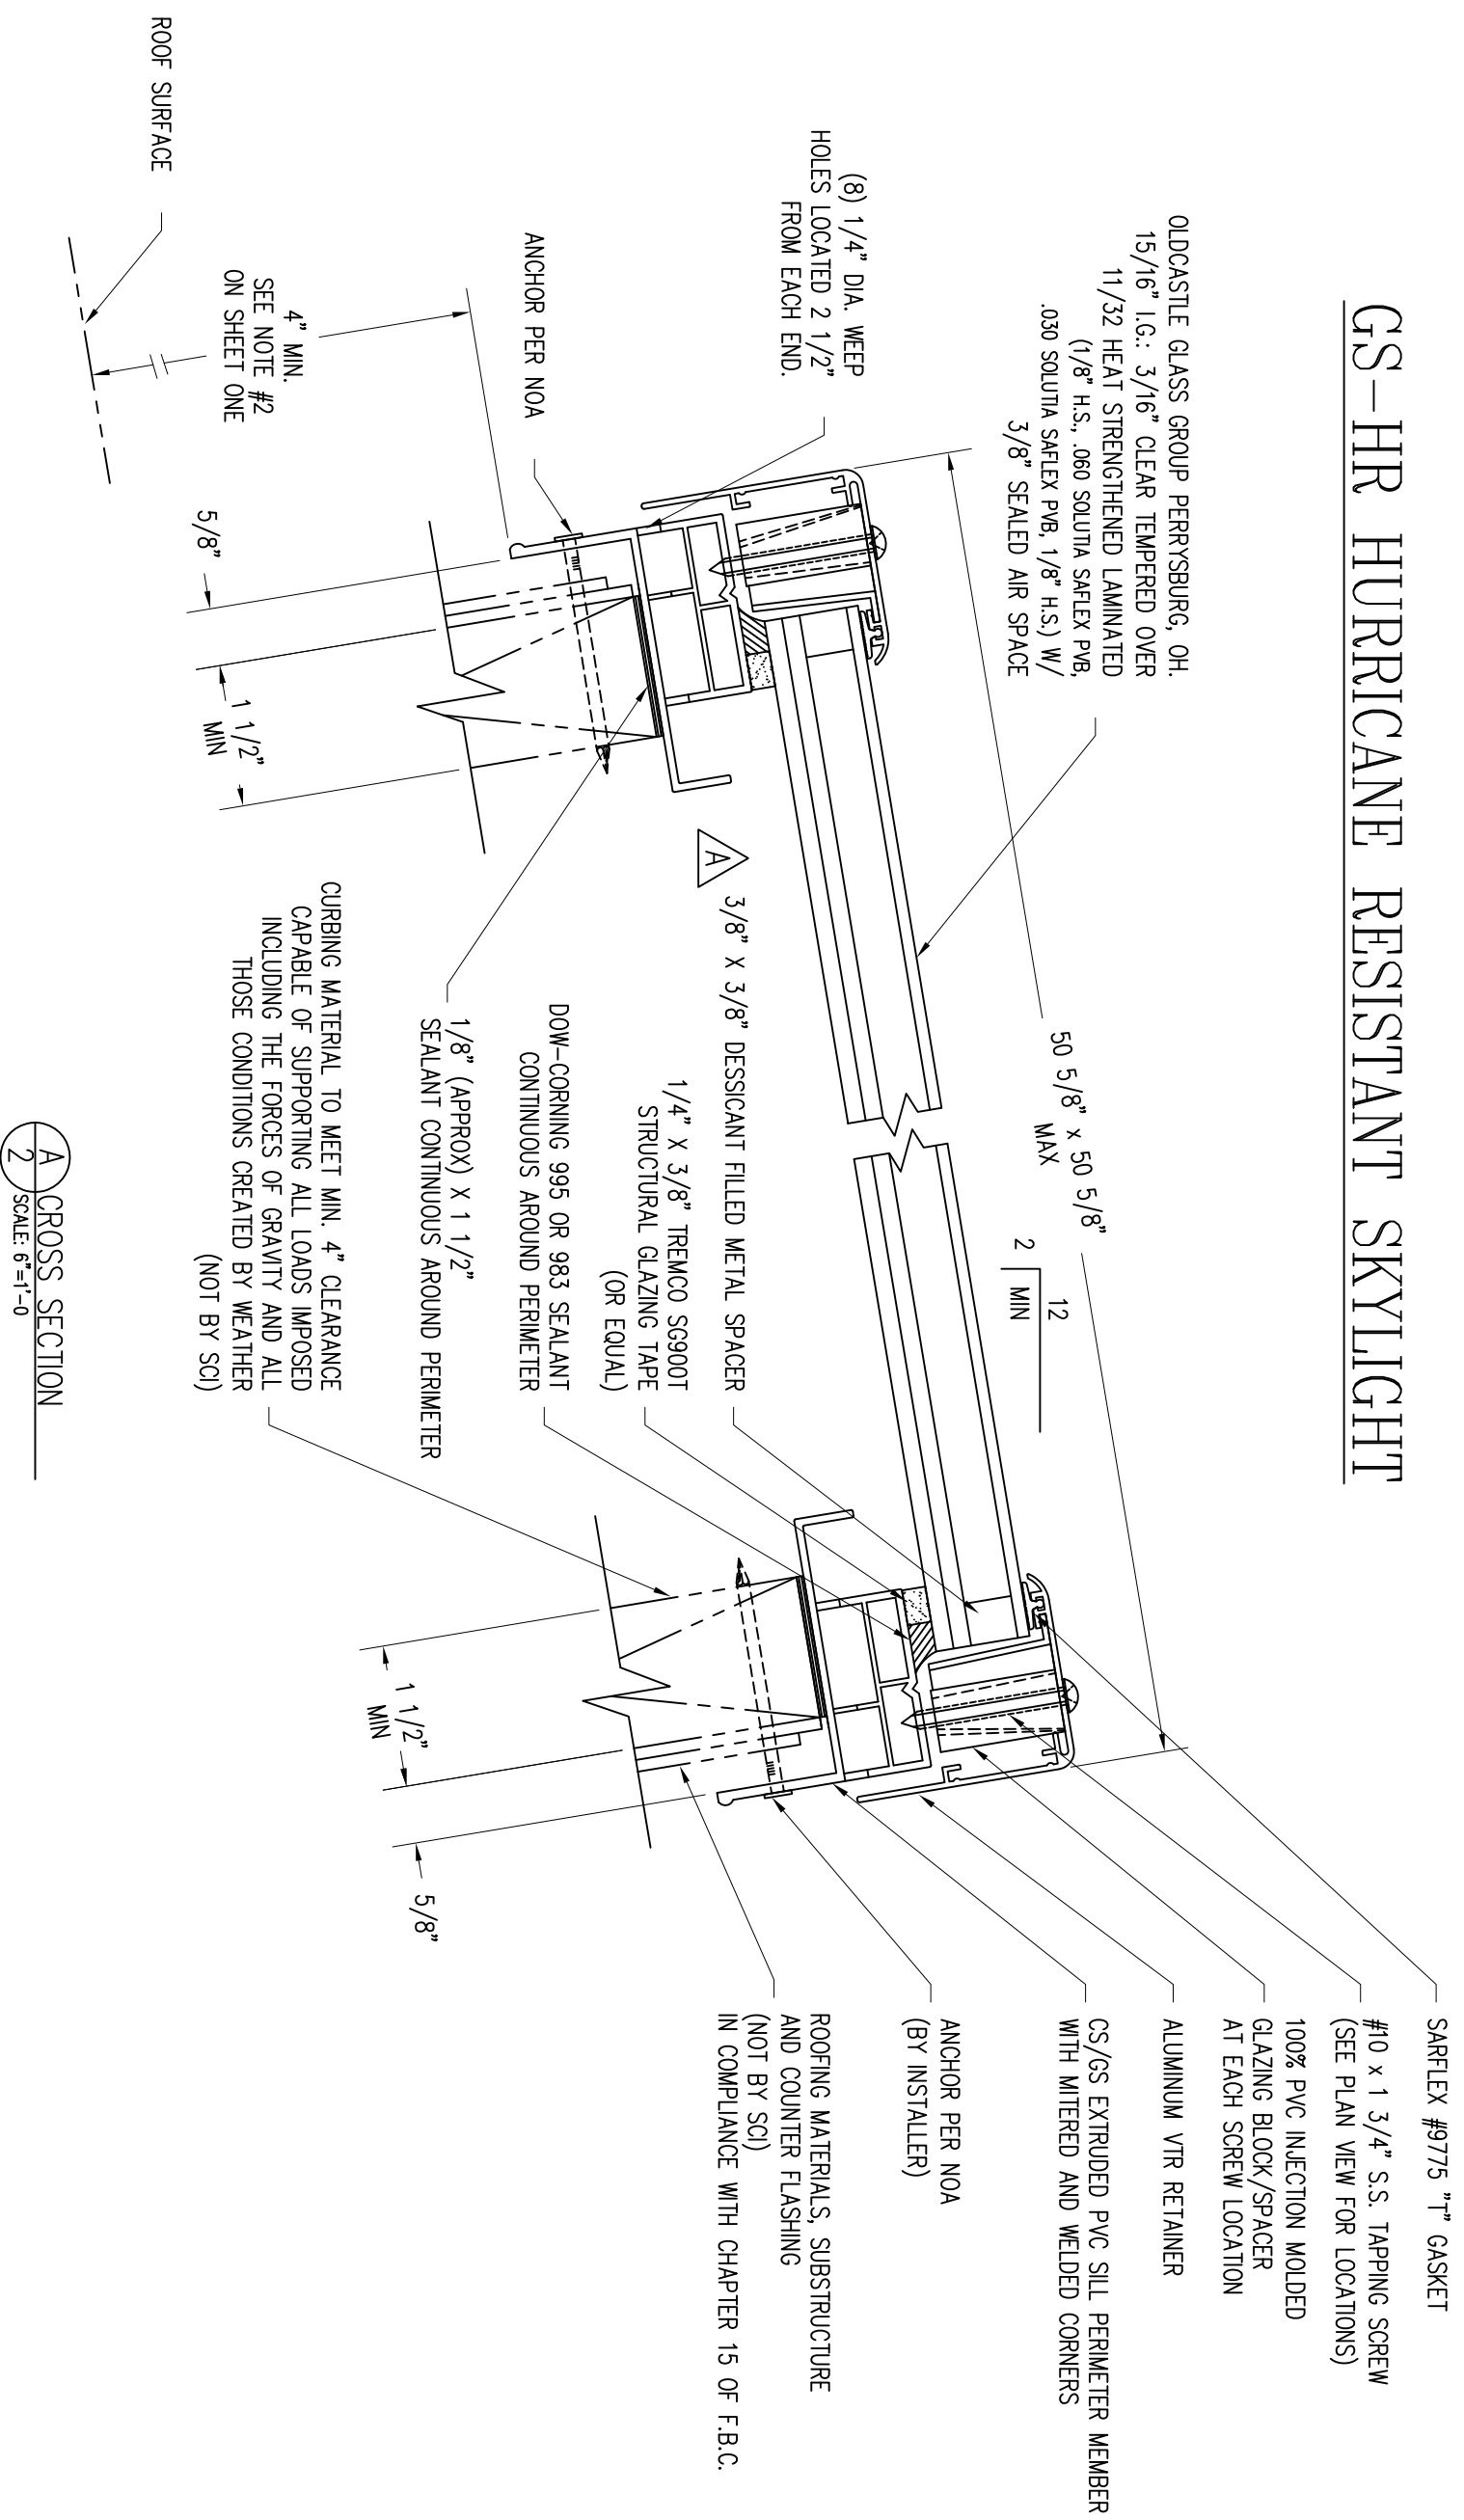 GS-HR HURRICANE RESISTANT SKYLIGHT
OLDCASTLE GLASS GROUP PERRYSBURG, OH.
15/16" I.G.: 3/16" CLEAR TEMPERED OVER
11/32 HEAT STRENGTHENED LAMINATED
(1/8" H.S., .060 SOLUTIA SAFLEX PVB,
.030 SOLUTIA SAFLEX PVB, 1/8" H.S.) W/
3/8" SEALED AIR SPACE
50 5/8" x 50 5/8"
MAX
12
2
MIN
(8) 1/4" DIA. WEEP
HOLES LOCATED 2 1/2"
FROM EACH END.
ANCHOR PER NOA
4" MIN.
SEE NOTE #2
ON SHEET ONE
ROOF SURFACE
5/8"
1 1/2"
MIN
A
3/8" X 3/8" DESSICANT FILLED METAL SPACER
1/4" X 3/8" TREMCO SG900T
STRUCTURAL GLAZING TAPE
(OR EQUAL)
DOW-CORNING 995 OR 983 SEALANT
CONTINUOUS AROUND PERIMETER
1/8" (APPROX) X 1 1/2"
SEALANT CONTINUOUS AROUND PERIMETER
CURBING MATERIAL TO MEET MIN. 4" CLEARANCE
CAPABLE OF SUPPORTING ALL LOADS IMPOSED
INCLUDING THE FORCES OF GRAVITY AND ALL
THOSE CONDITIONS CREATED BY WEATHER
(NOT BY SCI)
1 1/2"
MIN
5/8"
SARFLEX #9775 "T" GASKET
#10 x 1 3/4" S.S. TAPPING SCREW
(SEE PLAN VIEW FOR LOCATIONS)
100% PVC INJECTION MOLDED
GLAZING BLOCK/SPACER
AT EACH SCREW LOCATION
ALUMINUM VTR RETAINER
CS/GS EXTRUDED PVC SILL PERIMETER MEMBER
WITH MITERED AND WELDED CORNERS
ANCHOR PER NOA
(BY INSTALLER)
ROOFING MATERIALS, SUBSTRUCTURE
AND COUNTER FLASHING
(NOT BY SCI)
IN COMPLIANCE WITH CHAPTER 15 OF F.B.C.
A
2
CROSS SECTION
SCALE: 6"=1'-0